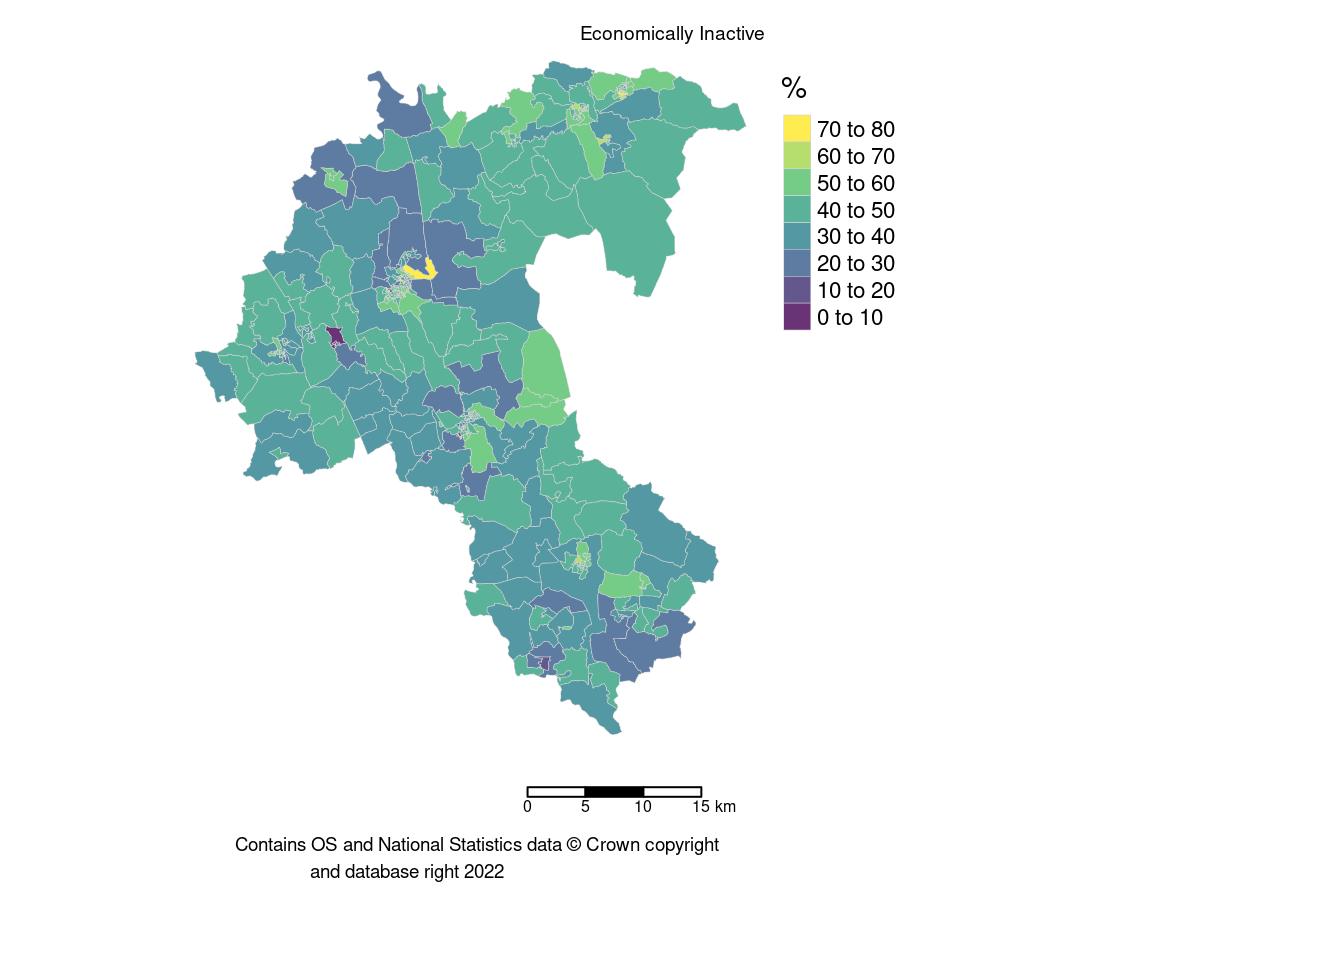 Economically Inactive
%
70 to 80
60 to 70
50 to 60
40 to 50
30 to 40
20 to 30
10 to 20
0 to 10
0 5 10 15 km
Contains OS and National Statistics data © Crown copyright
and database right 2022